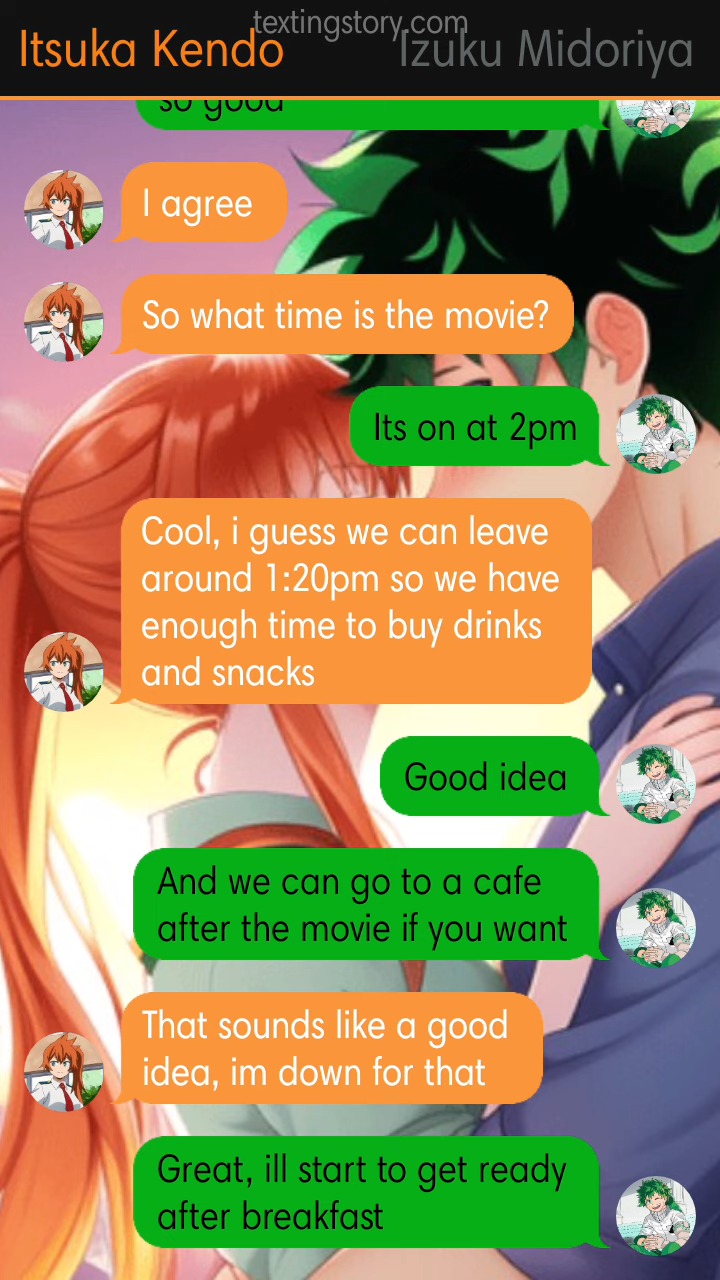 textingstory.com
Itsuka Kendo
Izuku Midoriya
so good
I agree
So what time is the movie?
Its on at 2pm
Cool, i guess we can leave
around 1:20pm so we have
enough time to buy drinks
and snacks
Good idea
And we can go to a cafe
after the movie if you want
That sounds like a good
idea, im down for that
Great, ill start to get ready
after breakfast